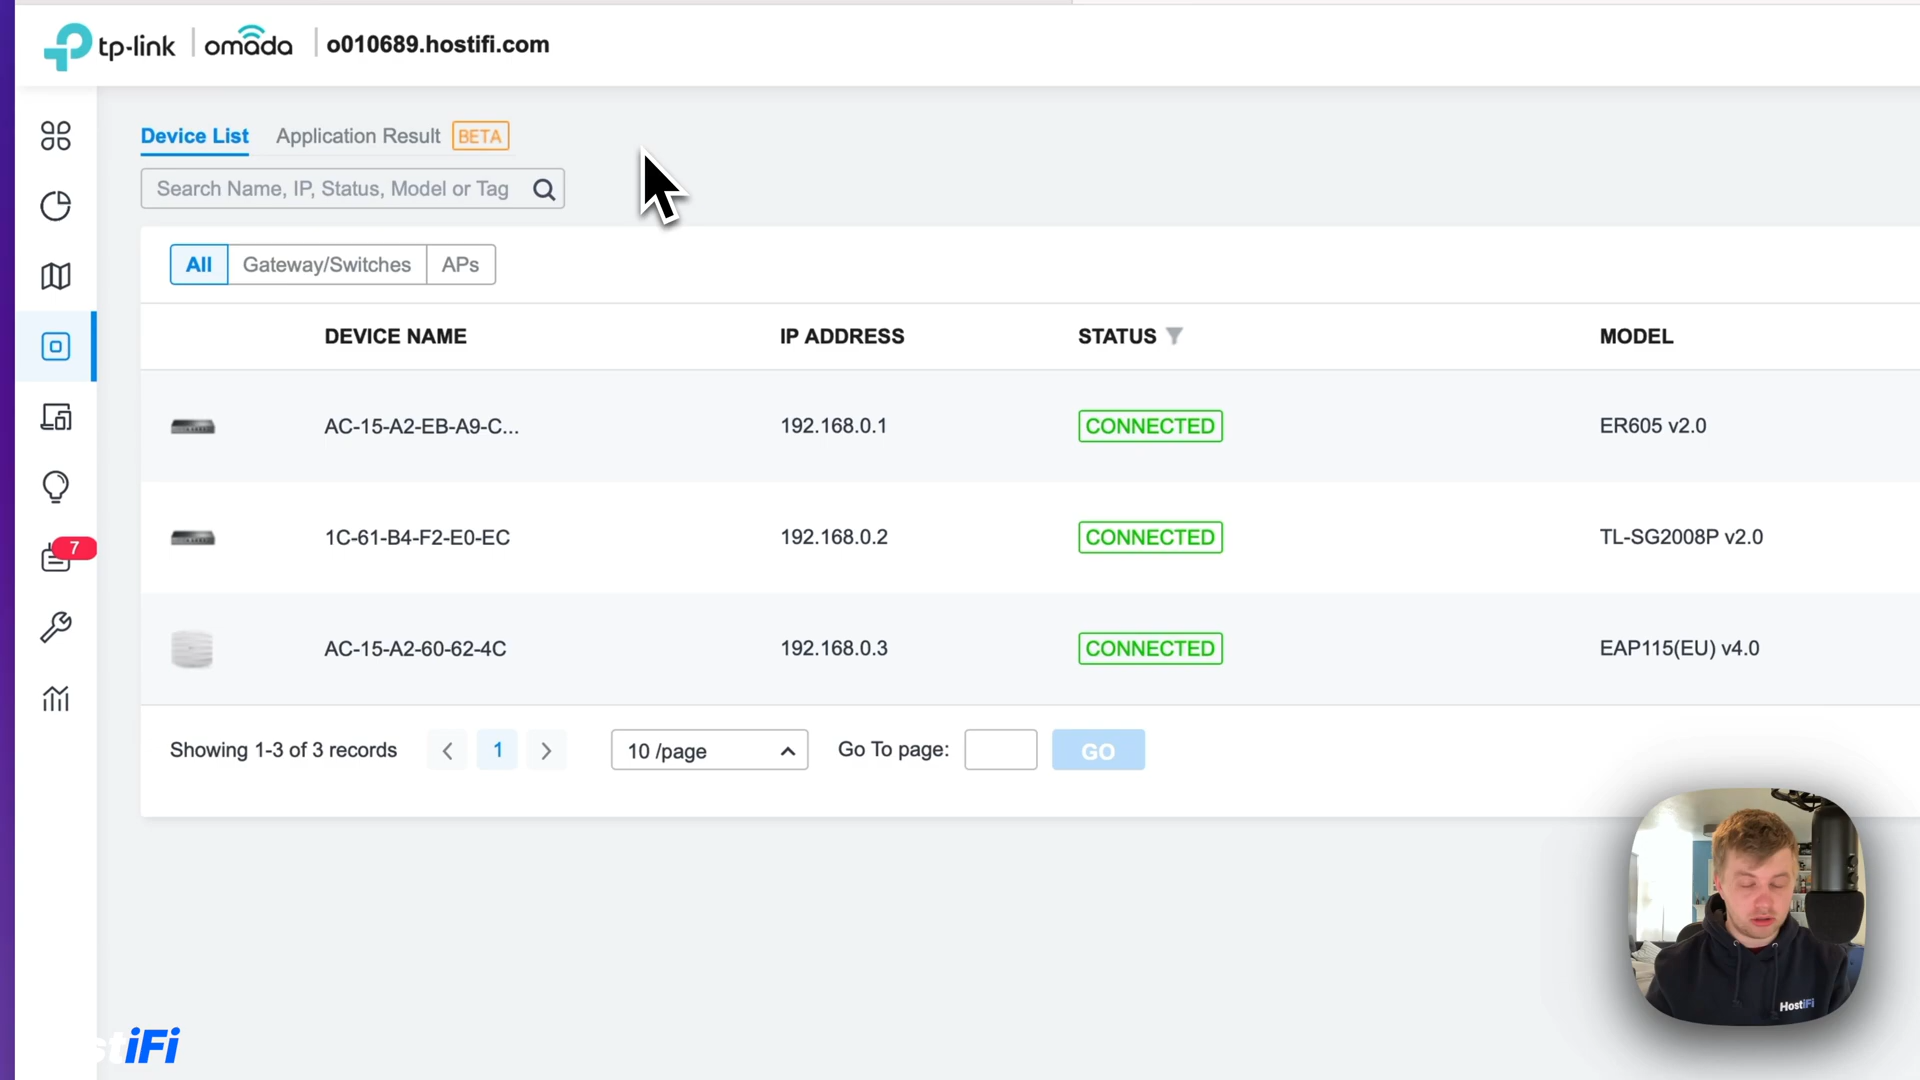 tp-link | omada | o010689.hostifi.com
Device List Application Result BETA
Search Name, IP, Status, Model or Tag
All Gateway/Switches APs
DEVICE NAME IP ADDRESS STATUS MODEL
AC-15-A2-EB-A9-C... 192.168.0.1 CONNECTED ER605 v2.0
1C-61-B4-F2-E0-EC 192.168.0.2 CONNECTED TL-SG2008P v2.0
7
AC-15-A2-60-62-4C 192.168.0.3 CONNECTED EAP115(EU) v4.0
Showing 1-3 of 3 records 1 10 /page Go To page: GO
HostiFi
stiFi